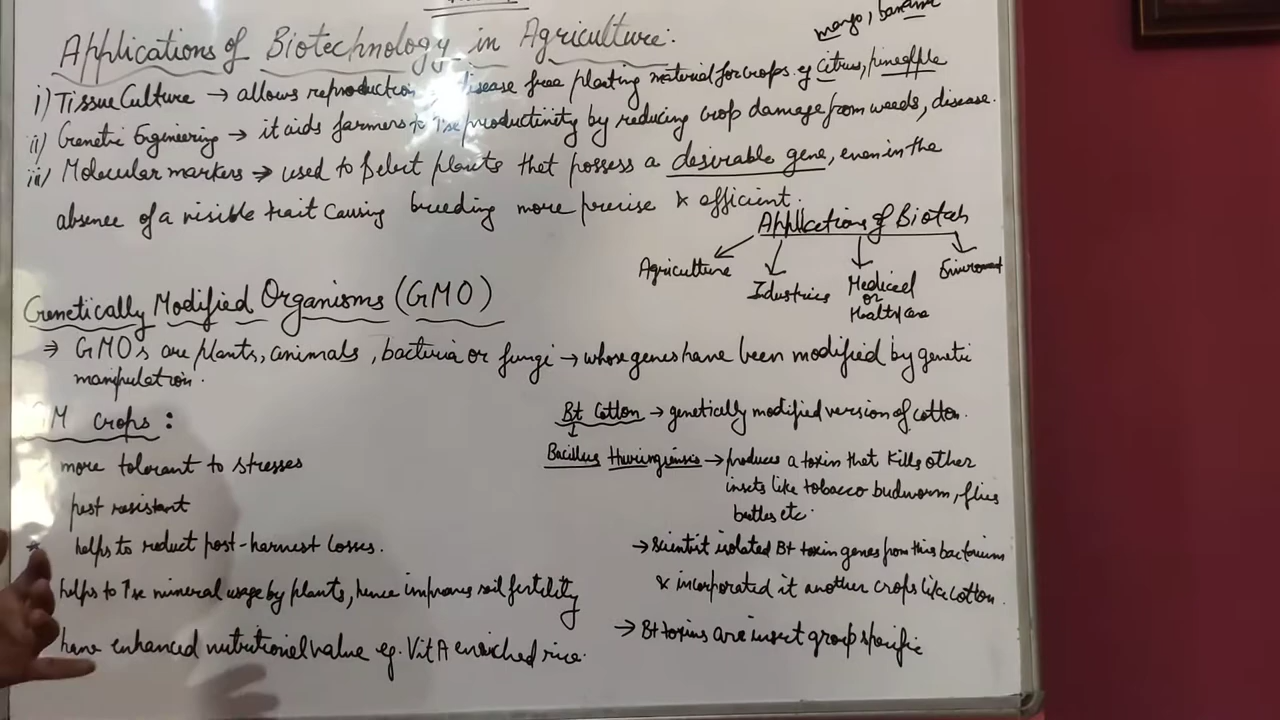 mango, banana
Applications of Biotechnology in Agriculture:
i) Tissue Culture → allows reproduction disease free planting material for crops. eg Citrus, pineapple
ii) Genetic Engineering → it aids farmers to ↑se productivity by reducing crop damage from weeds, disease.
iii) Molecular markers → used to select plants that possess a desirable gene, even in the
absence of a visible trait causing breeding more precise & efficient.
Applications of Biotech
Agriculture
Industries
Medical
or
Healthcare
Environment
Genetically Modified Organisms (GMO)
⇒ GMOs are plants, animals, bacteria or fungi → whose genes have been modified by genetic
manipulation.
GM crops:
more tolerant to stresses
pest resistant
* helps to reduct post-harvest losses.
helps to ↑se mineral usage by plants, hence improves soil fertility
have enhanced nutritional value eg. Vit A enriched rice.
Bt Cotton → genetically modified version of cotton.
Bacillus thuringiensis → produces a toxin that kills other
insets like tobacco budworm, flies
beetles etc.
→ Scientist isolated Bt toxin genes from this bacterium
& incorporated it another crops like cotton.
→ Bt toxins are insect group specific